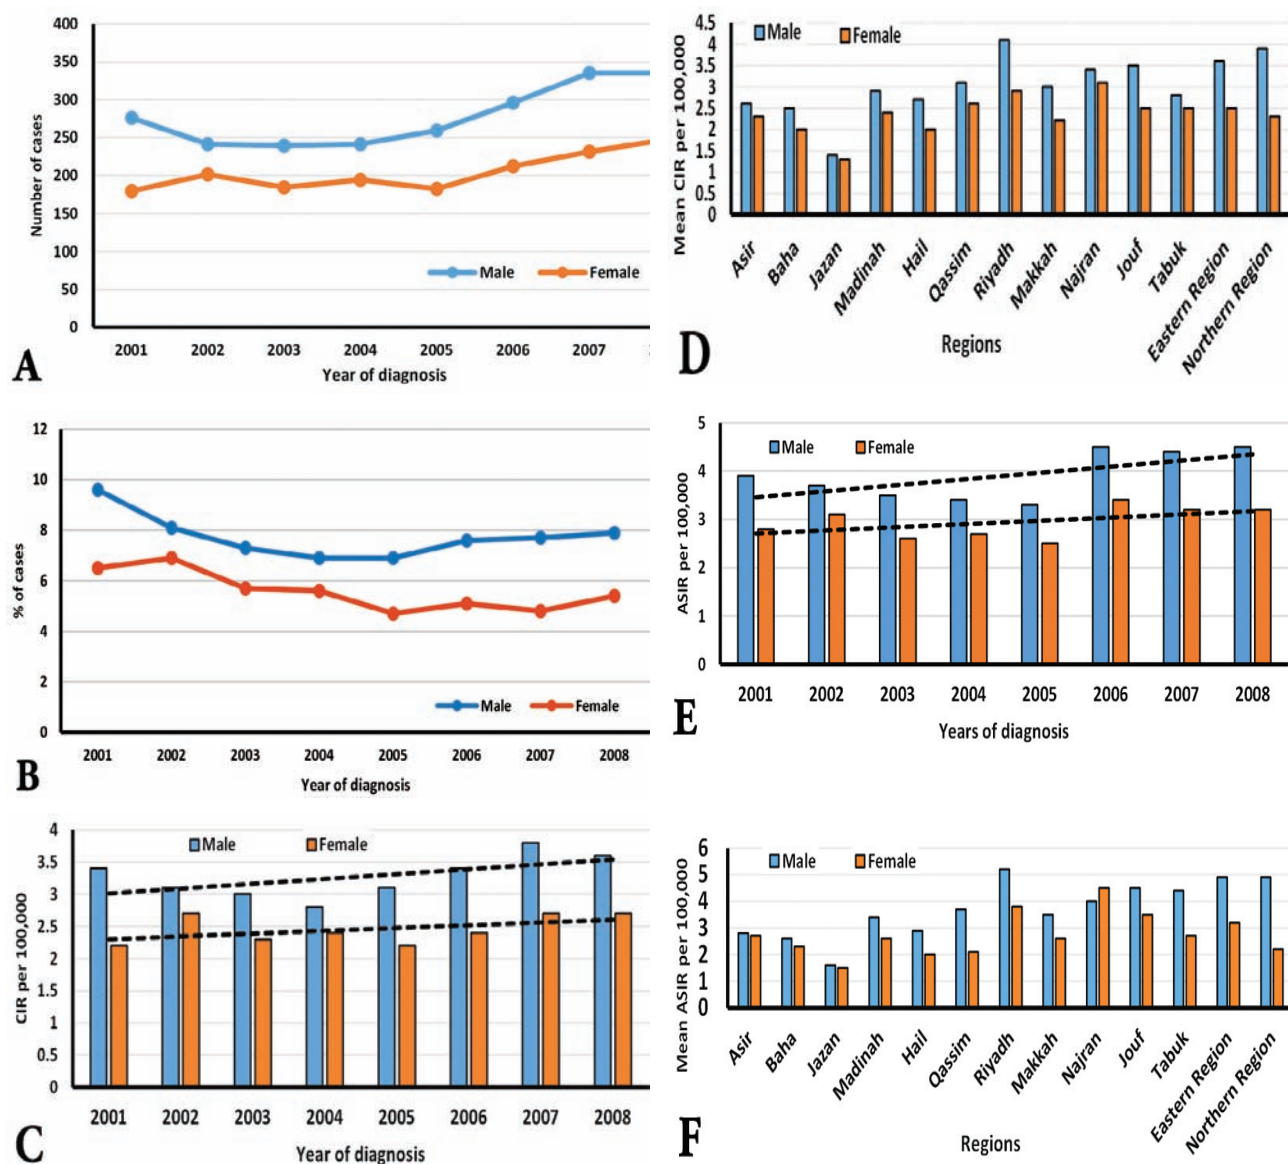 400
350
300
250
200
150
100
50
0
Number of cases
Male Female
2001 2002 2003 2004 2005 2006 2007
Year of diagnosis
A
12
10
8
6
4
2
0
% of cases
Male Female
2001 2002 2003 2004 2005 2006 2007 2008
Year of diagnosis
B
4
3.5
3
2.5
2
1.5
1
0.5
0
CIR per 100,000
Male Female
2001 2002 2003 2004 2005 2006 2007 2008
Year of diagnosis
C
4.5
4
3.5
3
2.5
2
1.5
1
0.5
0
Mean CIR per 100,000
Male Female
Asir Baha Jazan Madinah Hail Qassim Riyadh Makkah Najran Jouf Tabuk Eastern Region Northern Region
Regions
D
5
4
3
2
1
0
ASIR per 100,000
Male Female
2001 2002 2003 2004 2005 2006 2007 2008
Years of diagnosis
E
6
5
4
3
2
1
0
Mean ASIR per 100,000
Male Female
Asir Baha Jazan Madinah Hail Qassim Riyadh Makkah Najran Jouf Tabuk Eastern Region Northern Region
Regions
F